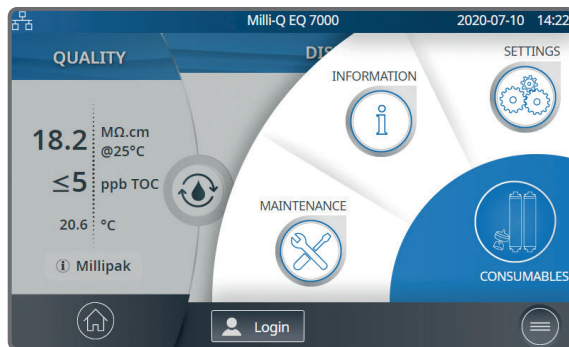 Milli-Q EQ 7000
2020-07-10 14:22
QUALITY
DIS
18.2 MΩ.cm
@25°C
≤5 ppb TOC
20.6 °C
i Millipak
INFORMATION
i
SETTINGS
MAINTENANCE
CONSUMABLES
Login